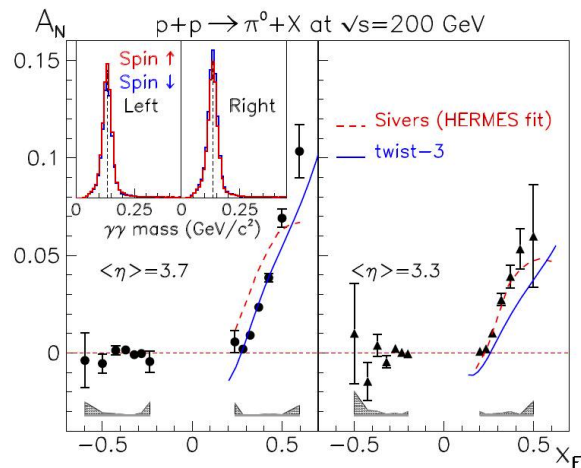 p+p → π⁰+X at √s=200 GeV
A_N
Spin ↑
Spin ↓
Left
Right
0 0.25 0 0.25
γγ mass (GeV/c²)
Sivers (HERMES fit)
twist−3
0.1
0.05
0
<η>=3.7
<η>=3.3
−0.5 0 0.5 −0.5 0 0.5
x_F